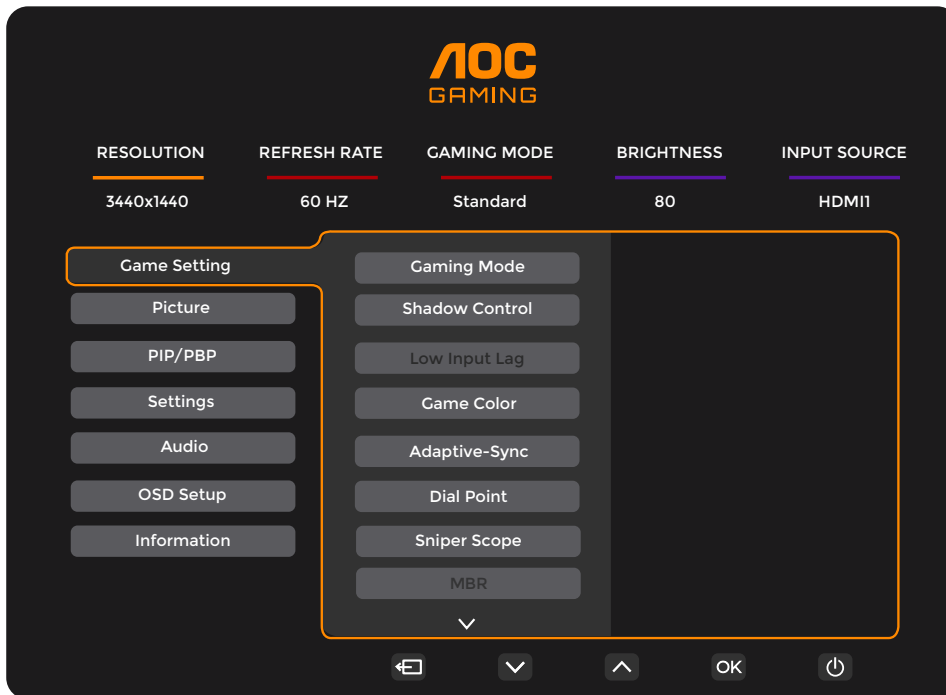 AOC
GAMING
RESOLUTION REFRESH RATE GAMING MODE BRIGHTNESS INPUT SOURCE
3440x1440 60 HZ Standard 80 HDMI1
Game Setting
Picture
PIP/PBP
Settings
Audio
OSD Setup
Information
Gaming Mode
Shadow Control
Low Input Lag
Game Color
Adaptive-Sync
Dial Point
Sniper Scope
MBR
OK